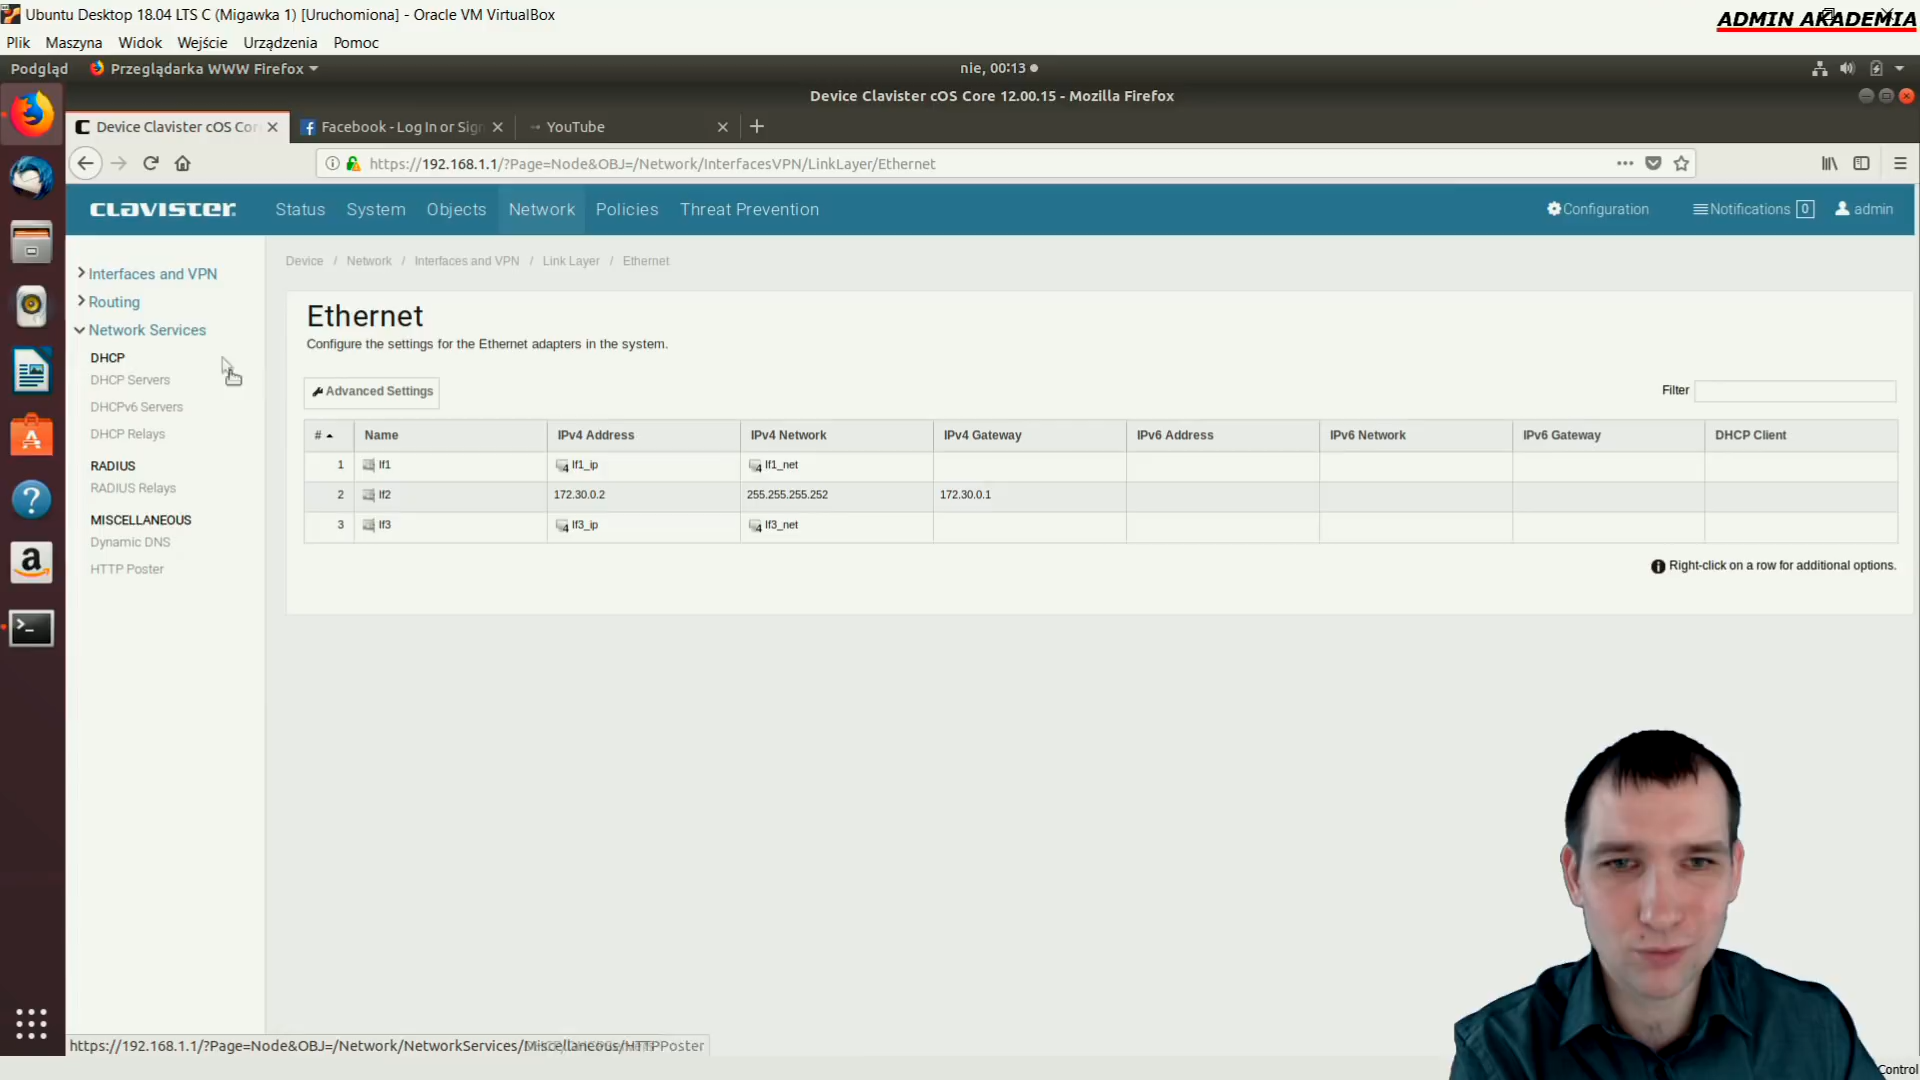 Ubuntu Desktop 18.04 LTS C (Migawka 1) [Uruchomiona] - Oracle VM VirtualBox
ADMIN AKADEMIA
Plik Maszyna Widok Wejście Urządzenia Pomoc
Podgląd Przeglądarka WWW Firefox nie, 00:13
Device Clavister cOS Core 12.00.15 - Mozilla Firefox
Device Clavister cOS Cor Facebook - Log In or Sig YouTube
https://192.168.1.1/?Page=Node&OBJ=/Network/InterfacesVPN/LinkLayer/Ethernet
CLAVISTER Status System Objects Network Policies Threat Prevention Configuration Notifications 0 admin
Device / Network / Interfaces and VPN / Link Layer / Ethernet
Interfaces and VPN
Routing
Network Services
DHCP
DHCP Servers
DHCPv6 Servers
DHCP Relays
RADIUS
RADIUS Relays
MISCELLANEOUS
Dynamic DNS
HTTP Poster
Ethernet
Configure the settings for the Ethernet adapters in the system.
Advanced Settings Filter
# Name IPv4 Address IPv4 Network IPv4 Gateway IPv6 Address IPv6 Network IPv6 Gateway DHCP Client
1 If1 If1_ip If1_net
2 If2 172.30.0.2 255.255.255.252 172.30.0.1
3 If3 If3_ip If3_net
Right-click on a row for additional options.
https://192.168.1.1/?Page=Node&OBJ=/Network/NetworkServices/Miscellaneous/HTTPPoster
Control